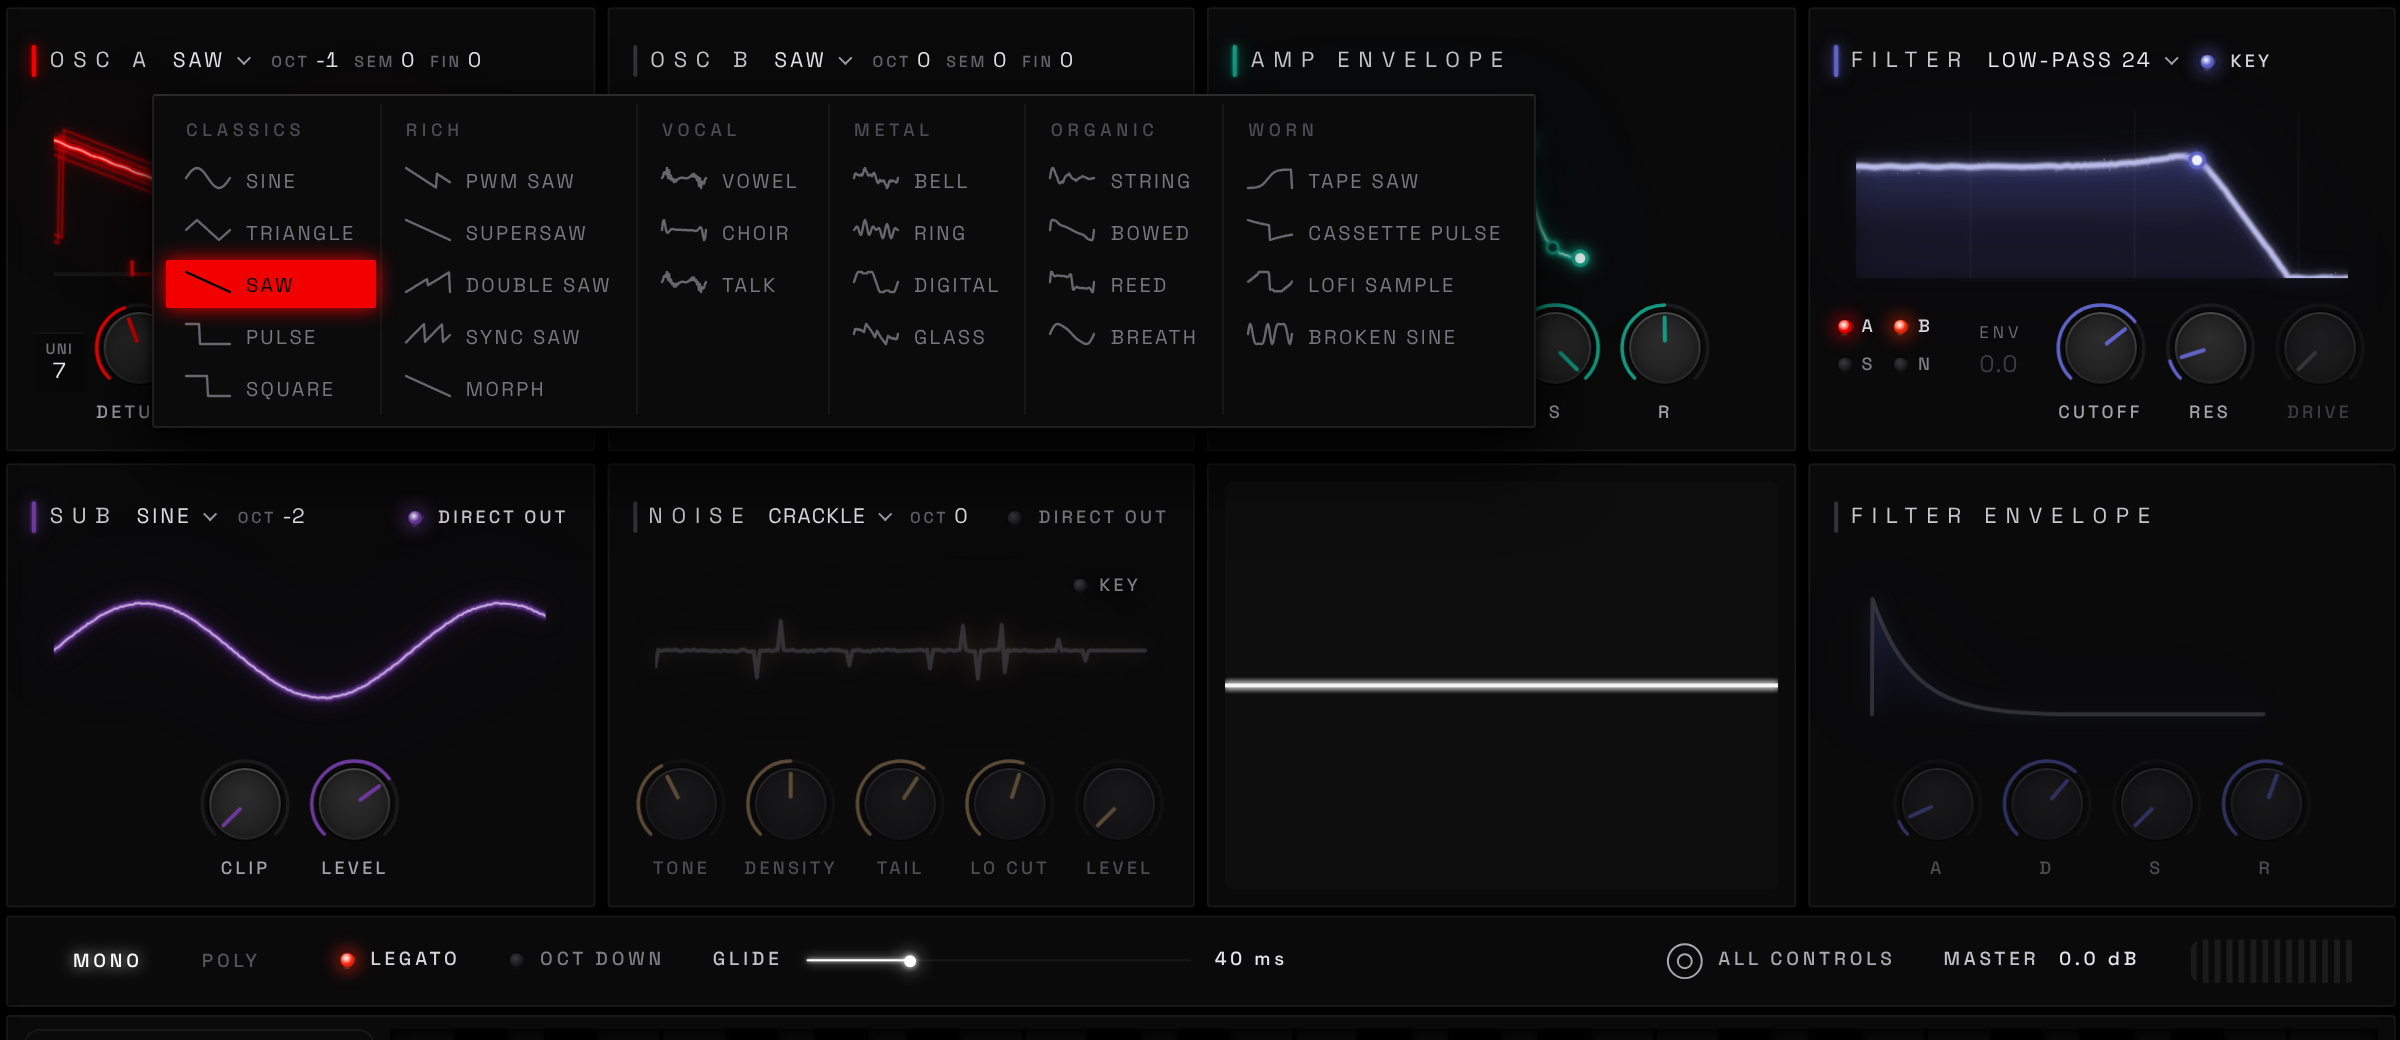 OSC A SAW OCT -1 SEM 0 FIN 0
OSC B SAW OCT 0 SEM 0 FIN 0
AMP ENVELOPE
FILTER LOW-PASS 24 KEY
CLASSICS
SINE
TRIANGLE
SAW
PULSE
SQUARE
RICH
PWM SAW
SUPERSAW
DOUBLE SAW
SYNC SAW
MORPH
VOCAL
VOWEL
CHOIR
TALK
METAL
BELL
RING
DIGITAL
GLASS
ORGANIC
STRING
BOWED
REED
BREATH
WORN
TAPE SAW
CASSETTE PULSE
LOFI SAMPLE
BROKEN SINE
UNI
7
DETU
S R
A B
S N
ENV
0.0
CUTOFF RES DRIVE
SUB SINE OCT -2 DIRECT OUT
CLIP LEVEL
NOISE CRACKLE OCT 0 DIRECT OUT
KEY
TONE DENSITY TAIL LO CUT LEVEL
FILTER ENVELOPE
A D S R
MONO POLY LEGATO OCT DOWN GLIDE 40 ms ALL CONTROLS MASTER 0.0 dB